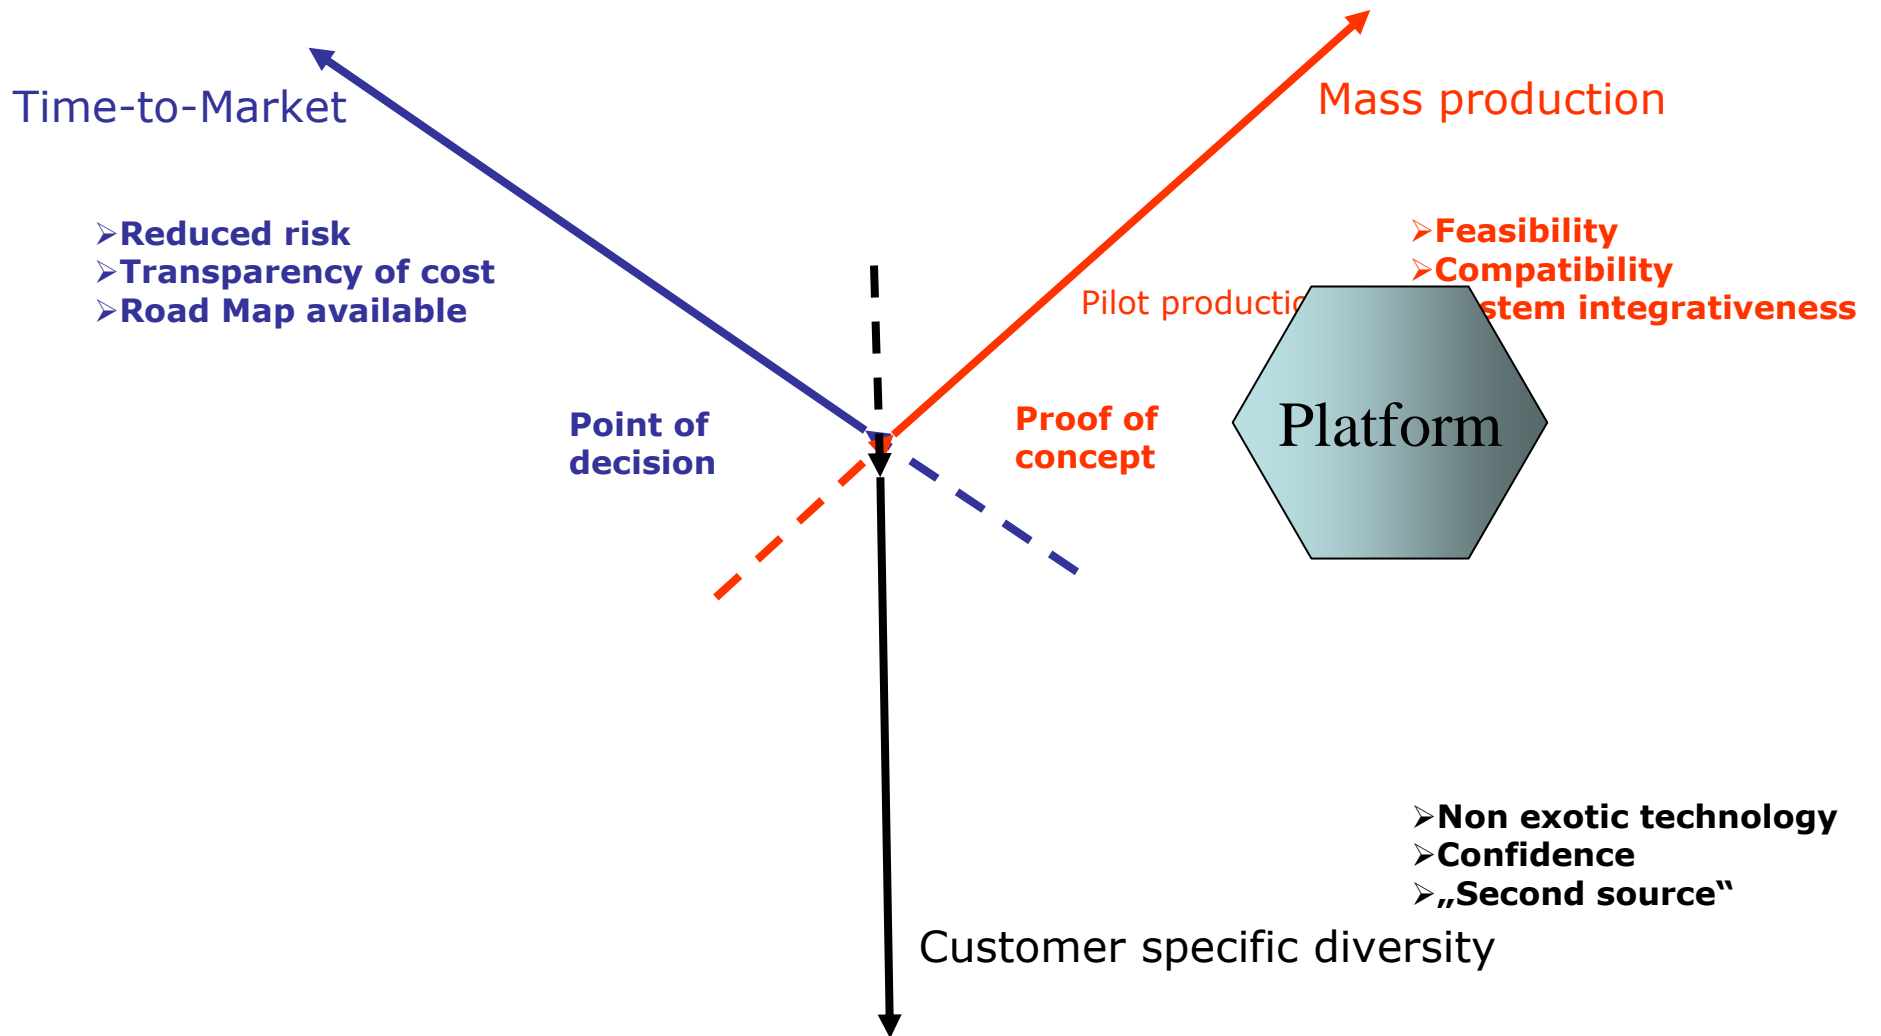 Time-to-Market
Mass production
➢Reduced risk
➢Transparency of cost
➢Road Map available
➢Feasibility
➢Compatibility
stem integrativeness
Pilot productio
Point of
decision
Proof of
concept
Platform
➢Non exotic technology
➢Confidence
➢„Second source“
Customer specific diversity